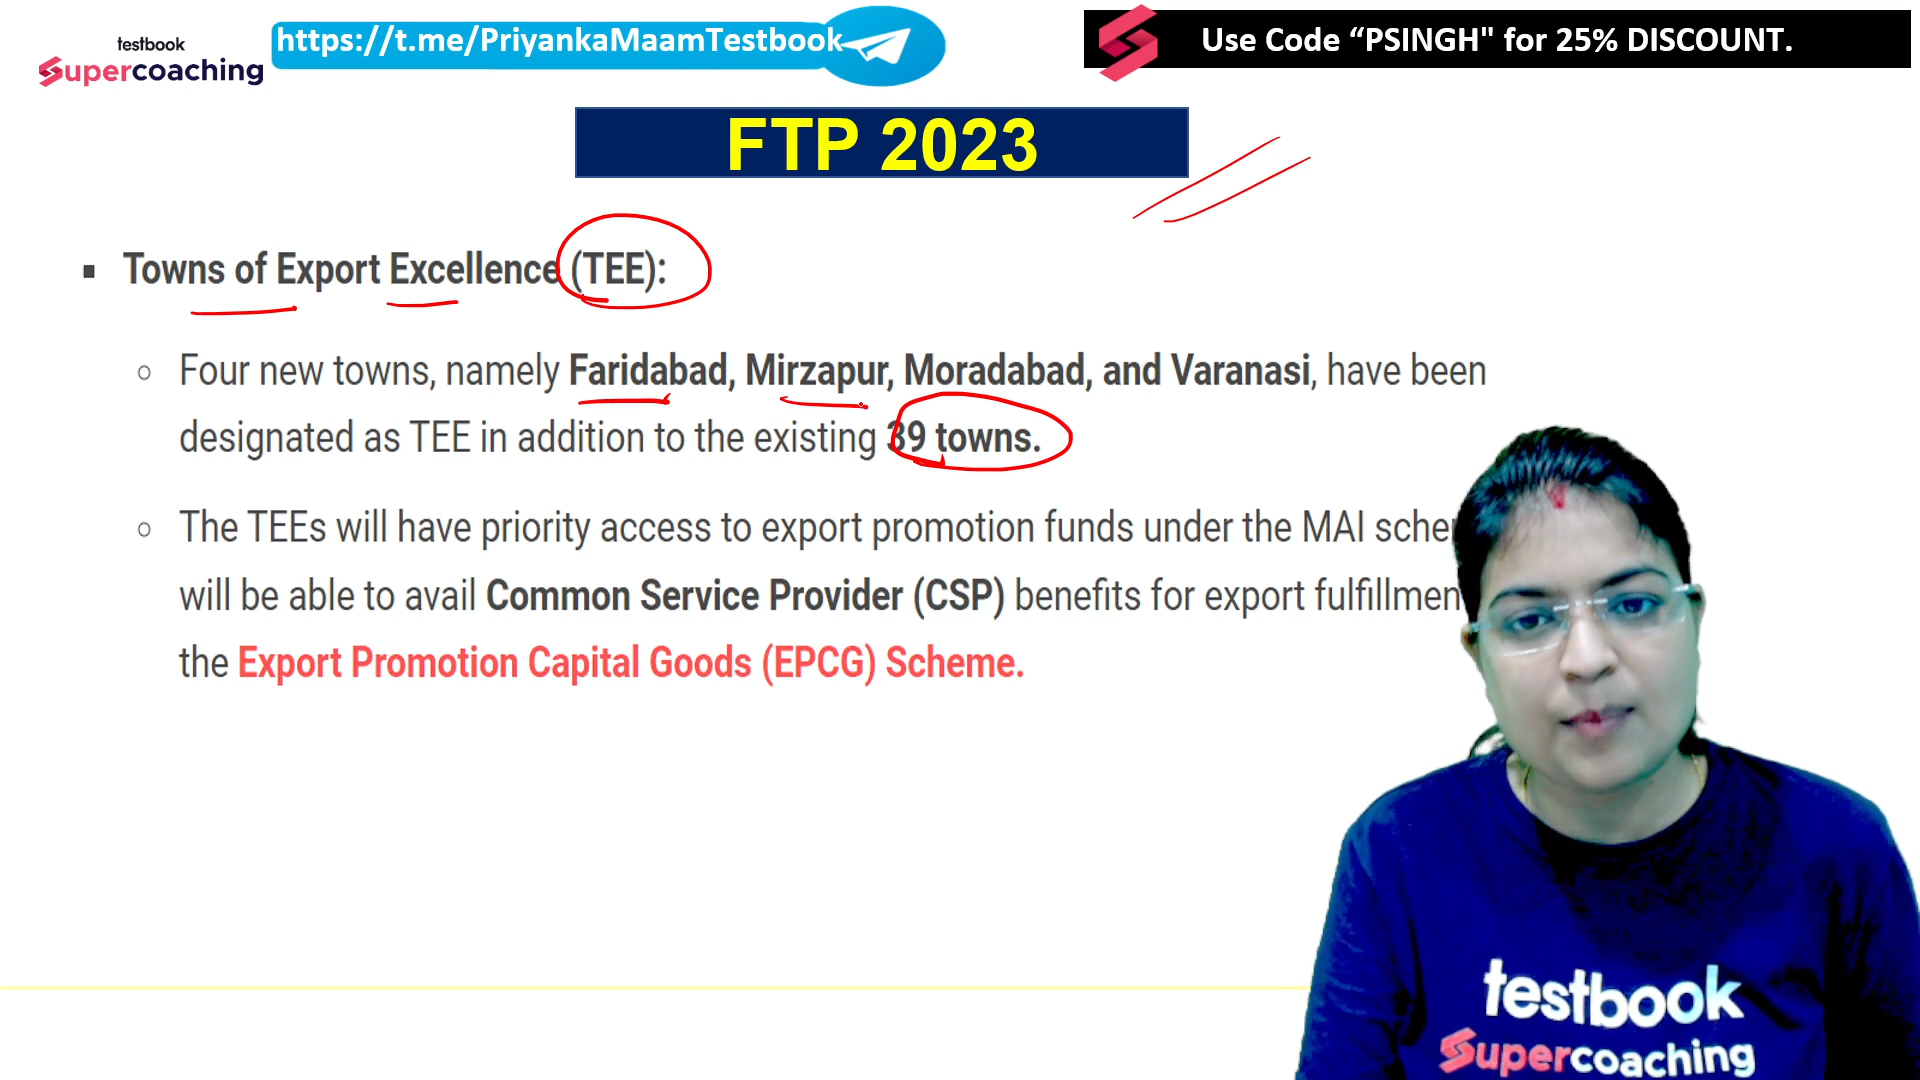 testbook
Supercoaching
https://t.me/PriyankaMaamTestbook
Use Code “PSINGH" for 25% DISCOUNT.
FTP 2023
▪ Towns of Export Excellence (TEE):
○ Four new towns, namely Faridabad, Mirzapur, Moradabad, and Varanasi, have been
designated as TEE in addition to the existing 39 towns.
○ The TEEs will have priority access to export promotion funds under the MAI
will be able to avail Common Service Provider (CSP) benefits for export
the Export Promotion Capital Goods (EPCG) Scheme.
testbook
Supercoaching